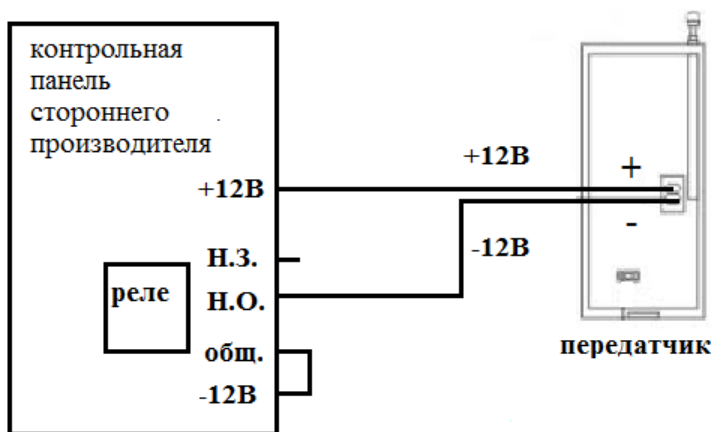 контрольная
панель
стороннего
производителя
+12В
+12В
+
-
-12В
Н.З.
реле
Н.О.
общ.
-12В
передатчик